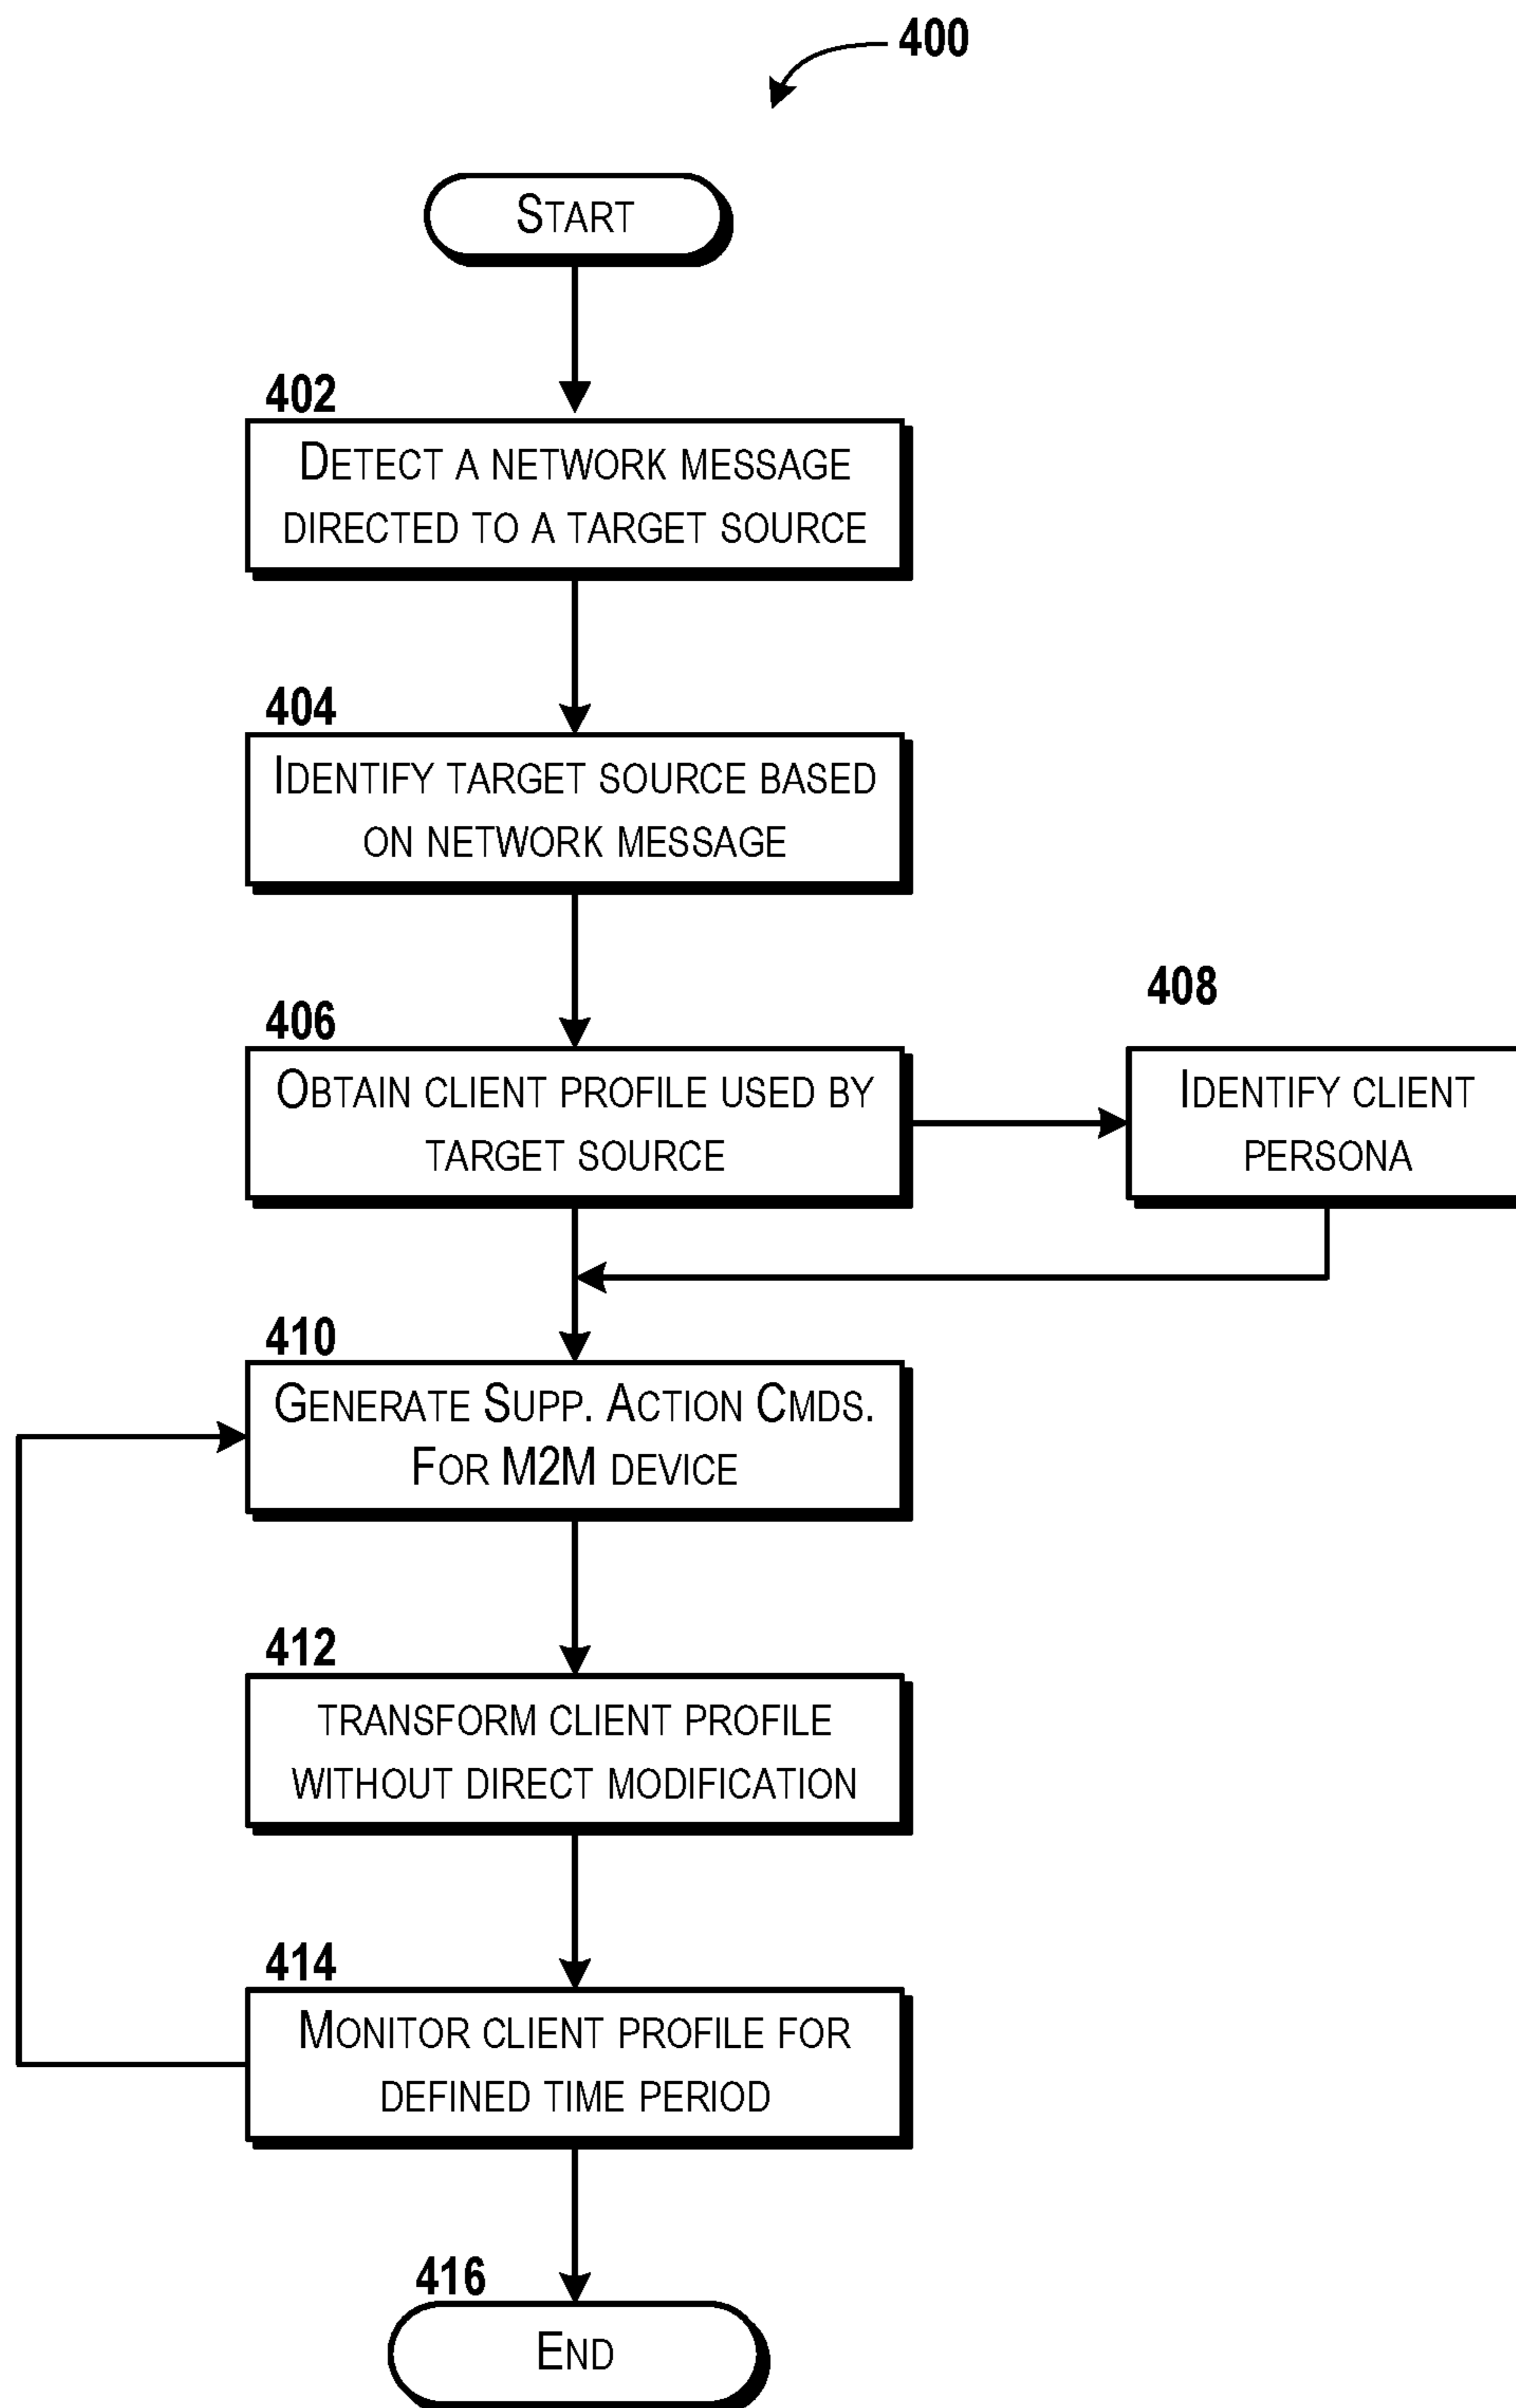 400
START
402
DETECT A NETWORK MESSAGE
DIRECTED TO A TARGET SOURCE
404
IDENTIFY TARGET SOURCE BASED
ON NETWORK MESSAGE
406
OBTAIN CLIENT PROFILE USED BY
TARGET SOURCE
408
IDENTIFY CLIENT
PERSONA
410
GENERATE SUPP. ACTION CMDS.
FOR M2M DEVICE
412
TRANSFORM CLIENT PROFILE
WITHOUT DIRECT MODIFICATION
414
MONITOR CLIENT PROFILE FOR
DEFINED TIME PERIOD
416
END